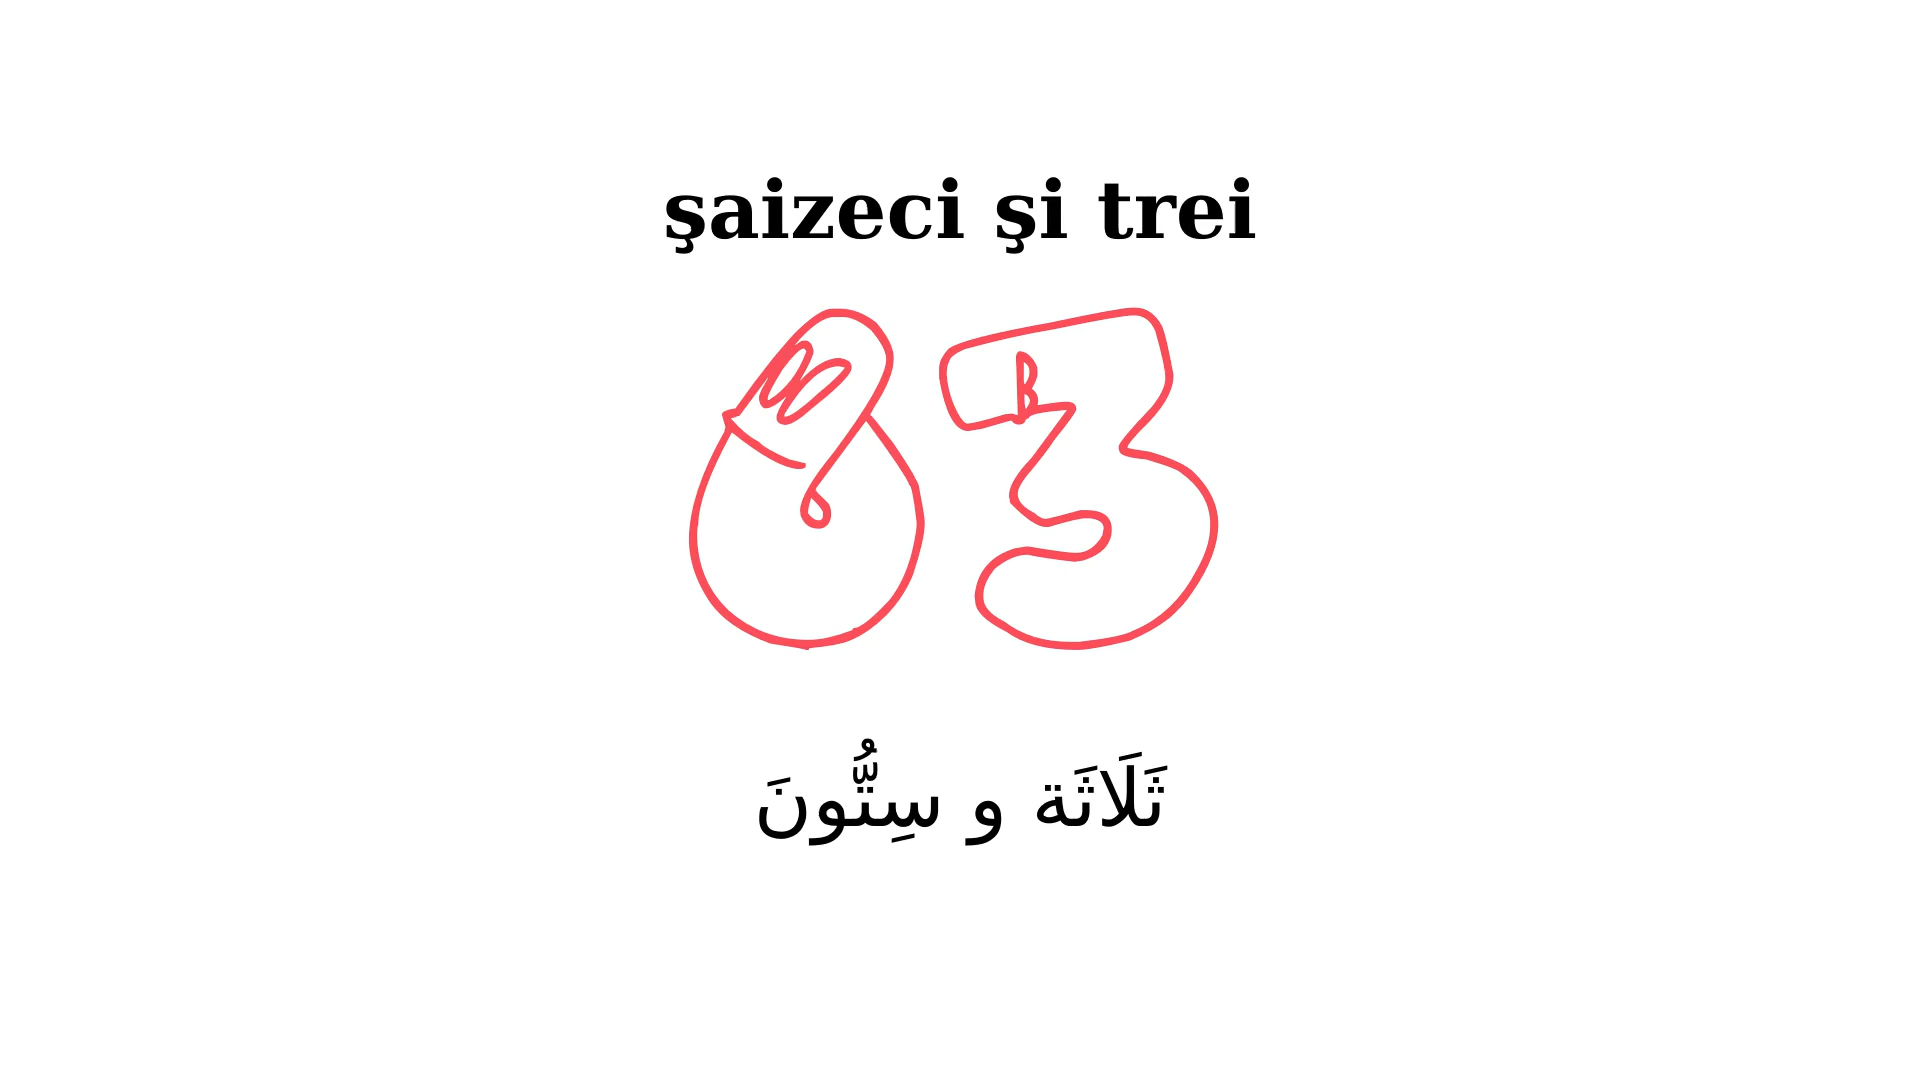 şaizeci şi trei
63
ثَلَاثَة و سِتُّونَ